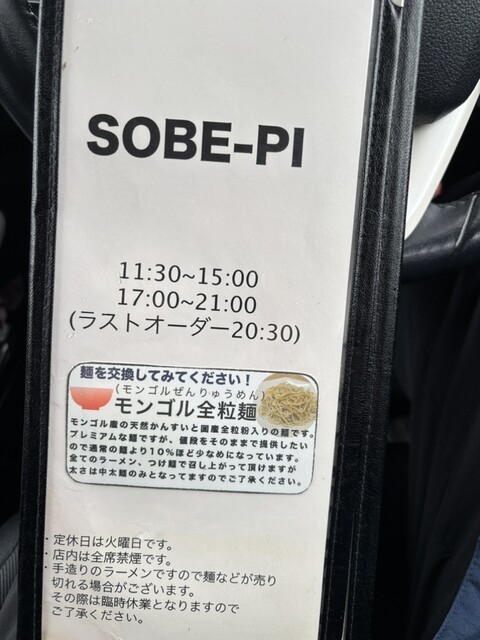 SOBE-PI
11:30~15:00
17:00~21:00
(ラストオーダー20:30)
麺を交換してみてください！
(モンゴルぜんりゅうめん)
モンゴル全粒麺
モンゴル産の天然かんすいと国産全粒粉入りの麺です。
プレミアムな麺ですが、値段をそのままで提供したい
ので通常の麺より10%ほど少なめになっています。
全てのラーメン、つけ麺で召し上がって頂けますが
太さは中太麺のみとなってますのでご了承ください。
・定休日は火曜日です。
・店内は全席禁煙です。
・手造りのラーメンですので麺などが売り
切れる場合がございます。
その際は臨時休業となりますので
ご了承ください。